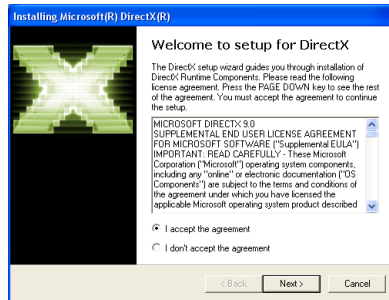 Installing Microsoft(R) DirectX(R)
Welcome to setup for DirectX
The DirectX setup wizard guides you through installation of
DirectX Runtime Components. Please read the following
license agreement. Press the PAGE DOWN key to see the rest
of the agreement. You must accept the agreement to continue
the setup.
MICROSOFT DIRECTX 9.0
SUPPLEMENTAL END USER LICENSE AGREEMENT
FOR MICROSOFT SOFTWARE ("Supplemental EULA")
IMPORTANT: READ CAREFULLY - These Microsoft
Corporation ("Microsoft") operating system components,
including any "online" or electronic documentation ("OS
Components") are subject to the terms and conditions of
the agreement under which you have licensed the
applicable Microsoft operating system product described
I accept the agreement
I don't accept the agreement
< Back
Next >
Cancel